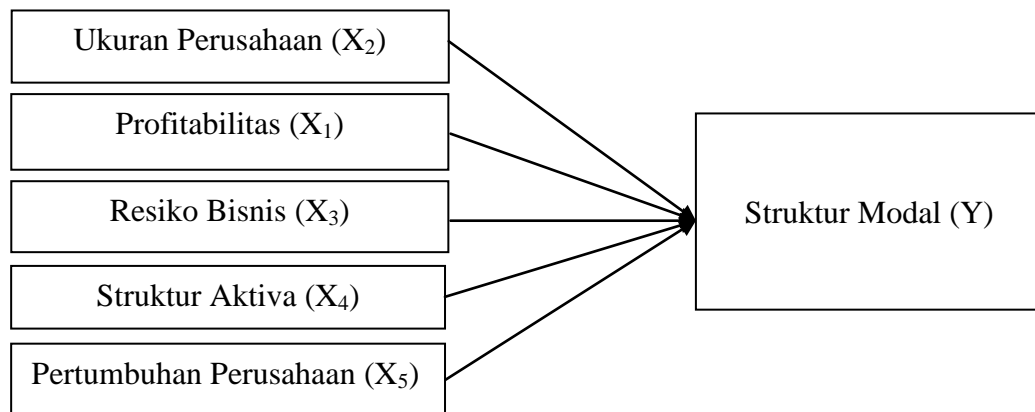 Ukuran Perusahaan (X₂)
Profitabilitas (X₁)
Resiko Bisnis (X₃)
Struktur Aktiva (X₄)
Pertumbuhan Perusahaan (X₅)
Struktur Modal (Y)